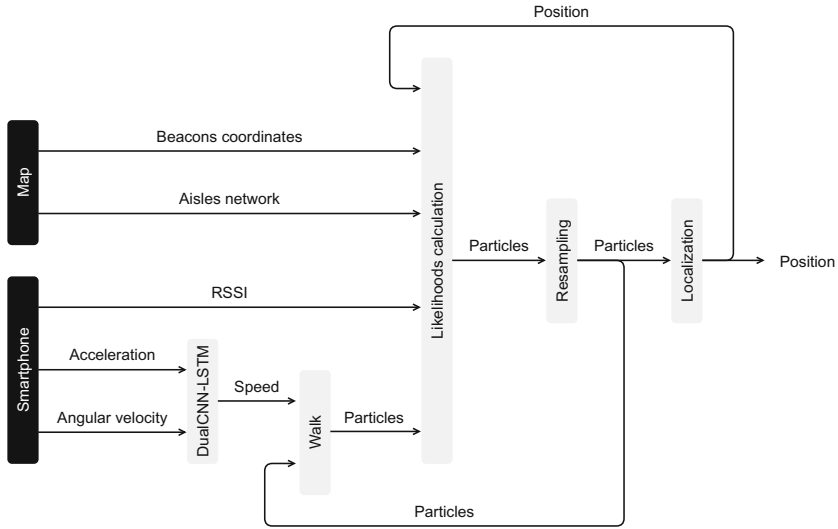 Position
Beacons coordinates
Map
Aisles network
Likelihoods calculation
Particles
Resampling
Particles
Localization
Position
RSSI
Smartphone
Acceleration
DualCNN-LSTM
Speed
Angular velocity
Walk
Particles
Particles